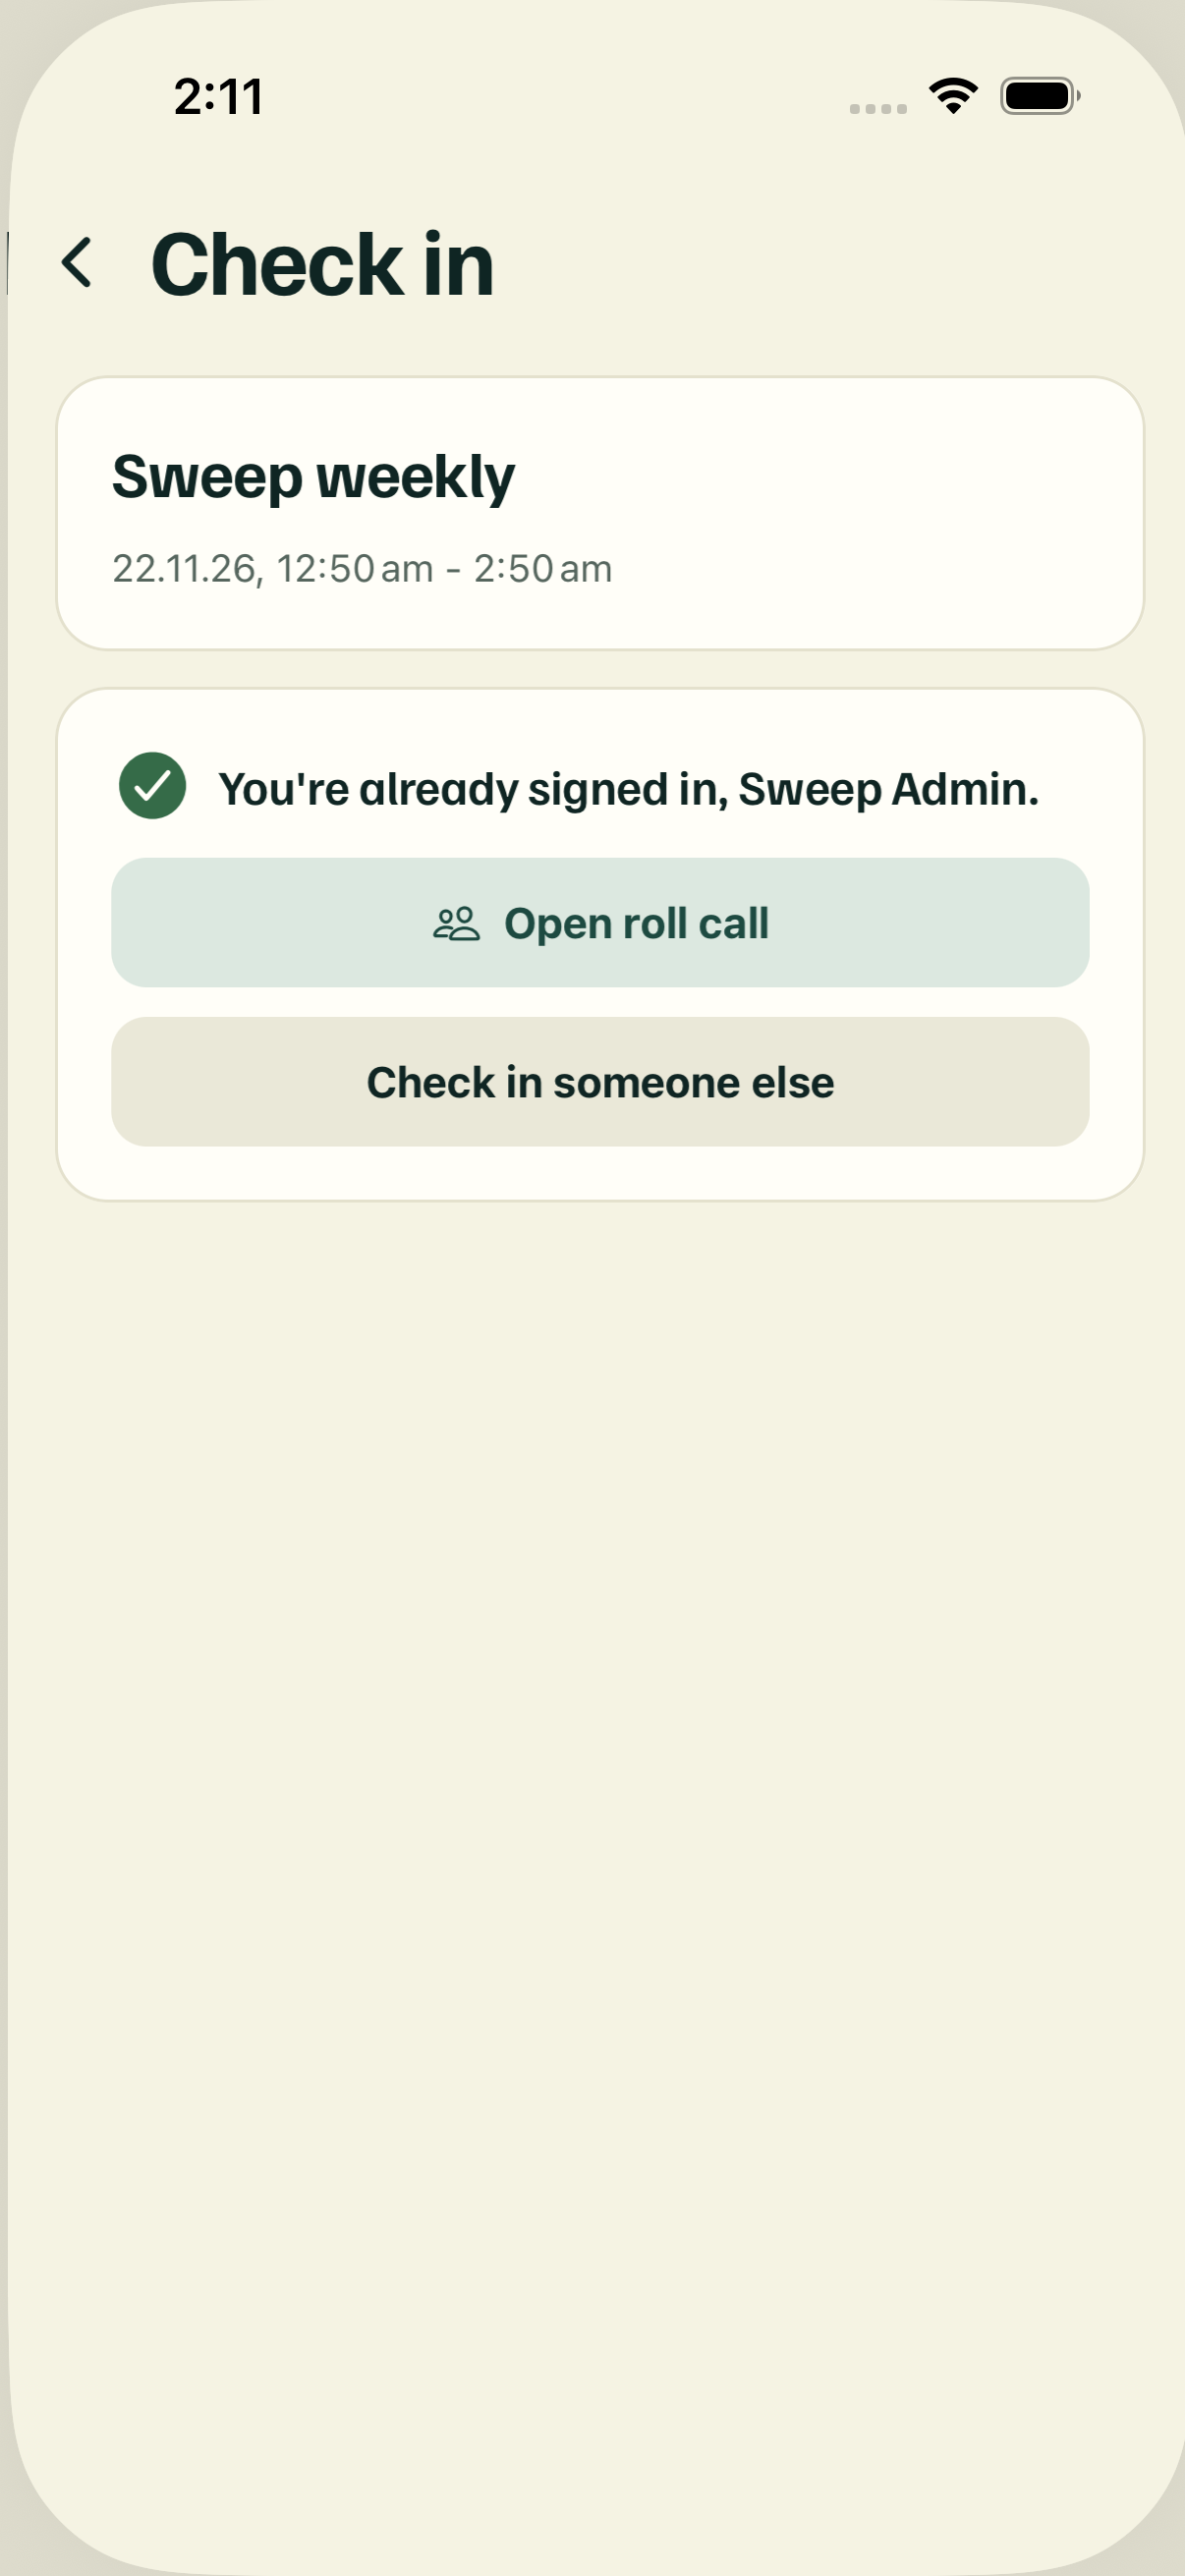 2:11
Check in
Sweep weekly
22.11.26, 12:50 am - 2:50 am
You're already signed in, Sweep Admin.
Open roll call
Check in someone else